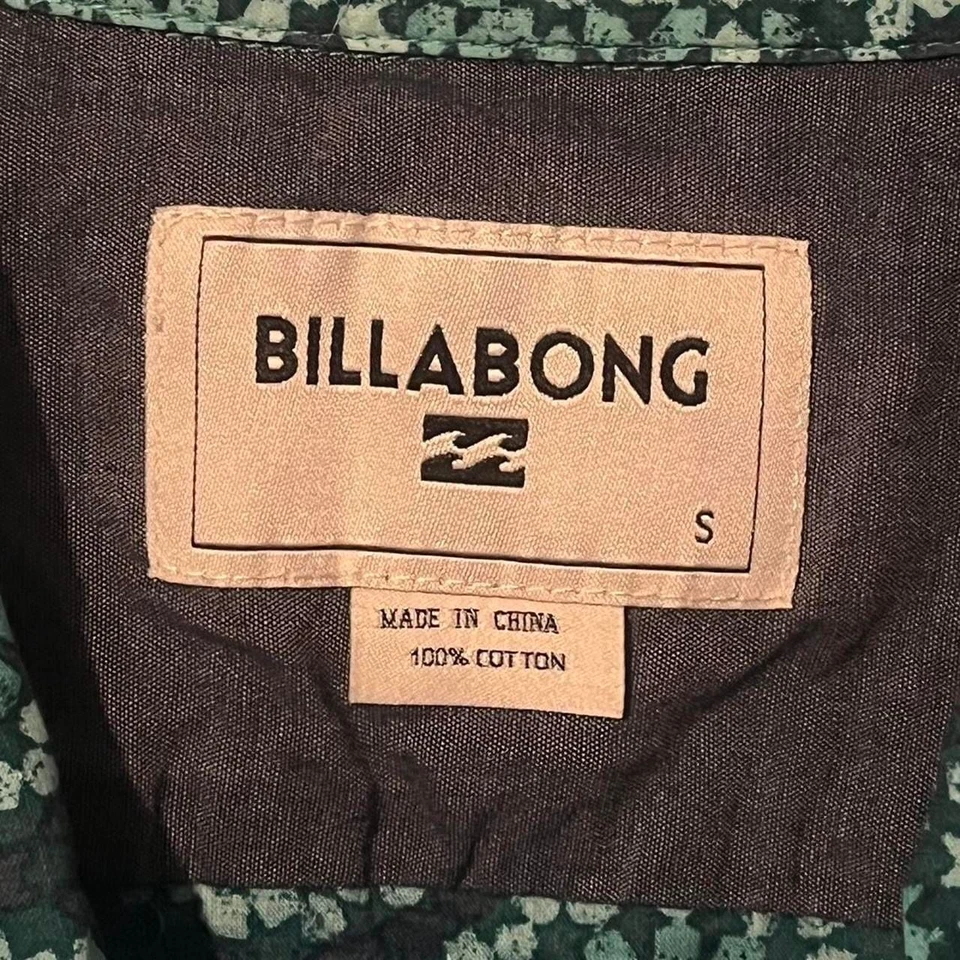 BILLABONG
S
MADE IN CHINA
100% COTTON